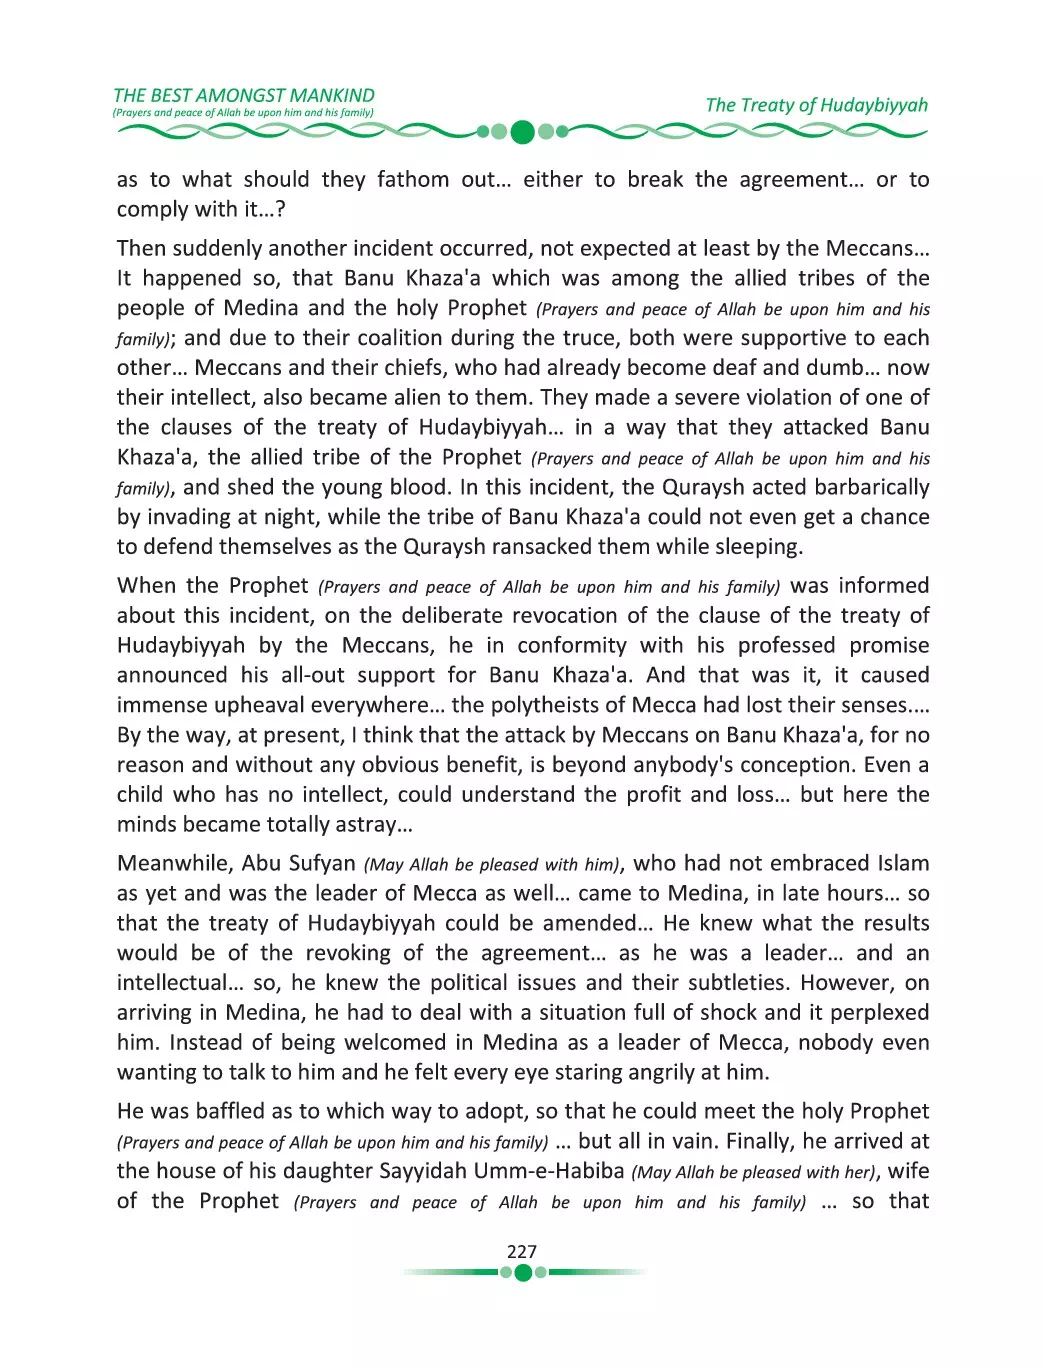 THE BEST AMONGST MANKIND
(Prayers and peace of Allah be upon him and his family)
The Treaty of Hudaybiyyah
as to what should they fathom out… either to break the agreement… or to
comply with it…?
Then suddenly another incident occurred, not expected at least by the Meccans…
It happened so, that Banu Khaza'a which was among the allied tribes of the
people of Medina and the holy Prophet (Prayers and peace of Allah be upon him and his
family); and due to their coalition during the truce, both were supportive to each
other… Meccans and their chiefs, who had already become deaf and dumb… now
their intellect, also became alien to them. They made a severe violation of one of
the clauses of the treaty of Hudaybiyyah… in a way that they attacked Banu
Khaza'a, the allied tribe of the Prophet (Prayers and peace of Allah be upon him and his
family), and shed the young blood. In this incident, the Quraysh acted barbarically
by invading at night, while the tribe of Banu Khaza'a could not even get a chance
to defend themselves as the Quraysh ransacked them while sleeping.
When the Prophet (Prayers and peace of Allah be upon him and his family) was informed
about this incident, on the deliberate revocation of the clause of the treaty of
Hudaybiyyah by the Meccans, he in conformity with his professed promise
announced his all-out support for Banu Khaza'a. And that was it, it caused
immense upheaval everywhere… the polytheists of Mecca had lost their senses.…
By the way, at present, I think that the attack by Meccans on Banu Khaza'a, for no
reason and without any obvious benefit, is beyond anybody's conception. Even a
child who has no intellect, could understand the profit and loss… but here the
minds became totally astray…
Meanwhile, Abu Sufyan (May Allah be pleased with him), who had not embraced Islam
as yet and was the leader of Mecca as well… came to Medina, in late hours… so
that the treaty of Hudaybiyyah could be amended… He knew what the results
would be of the revoking of the agreement… as he was a leader… and an
intellectual… so, he knew the political issues and their subtleties. However, on
arriving in Medina, he had to deal with a situation full of shock and it perplexed
him. Instead of being welcomed in Medina as a leader of Mecca, nobody even
wanting to talk to him and he felt every eye staring angrily at him.
He was baffled as to which way to adopt, so that he could meet the holy Prophet
(Prayers and peace of Allah be upon him and his family) … but all in vain. Finally, he arrived at
the house of his daughter Sayyidah Umm-e-Habiba (May Allah be pleased with her), wife
of the Prophet (Prayers and peace of Allah be upon him and his family) … so that
227